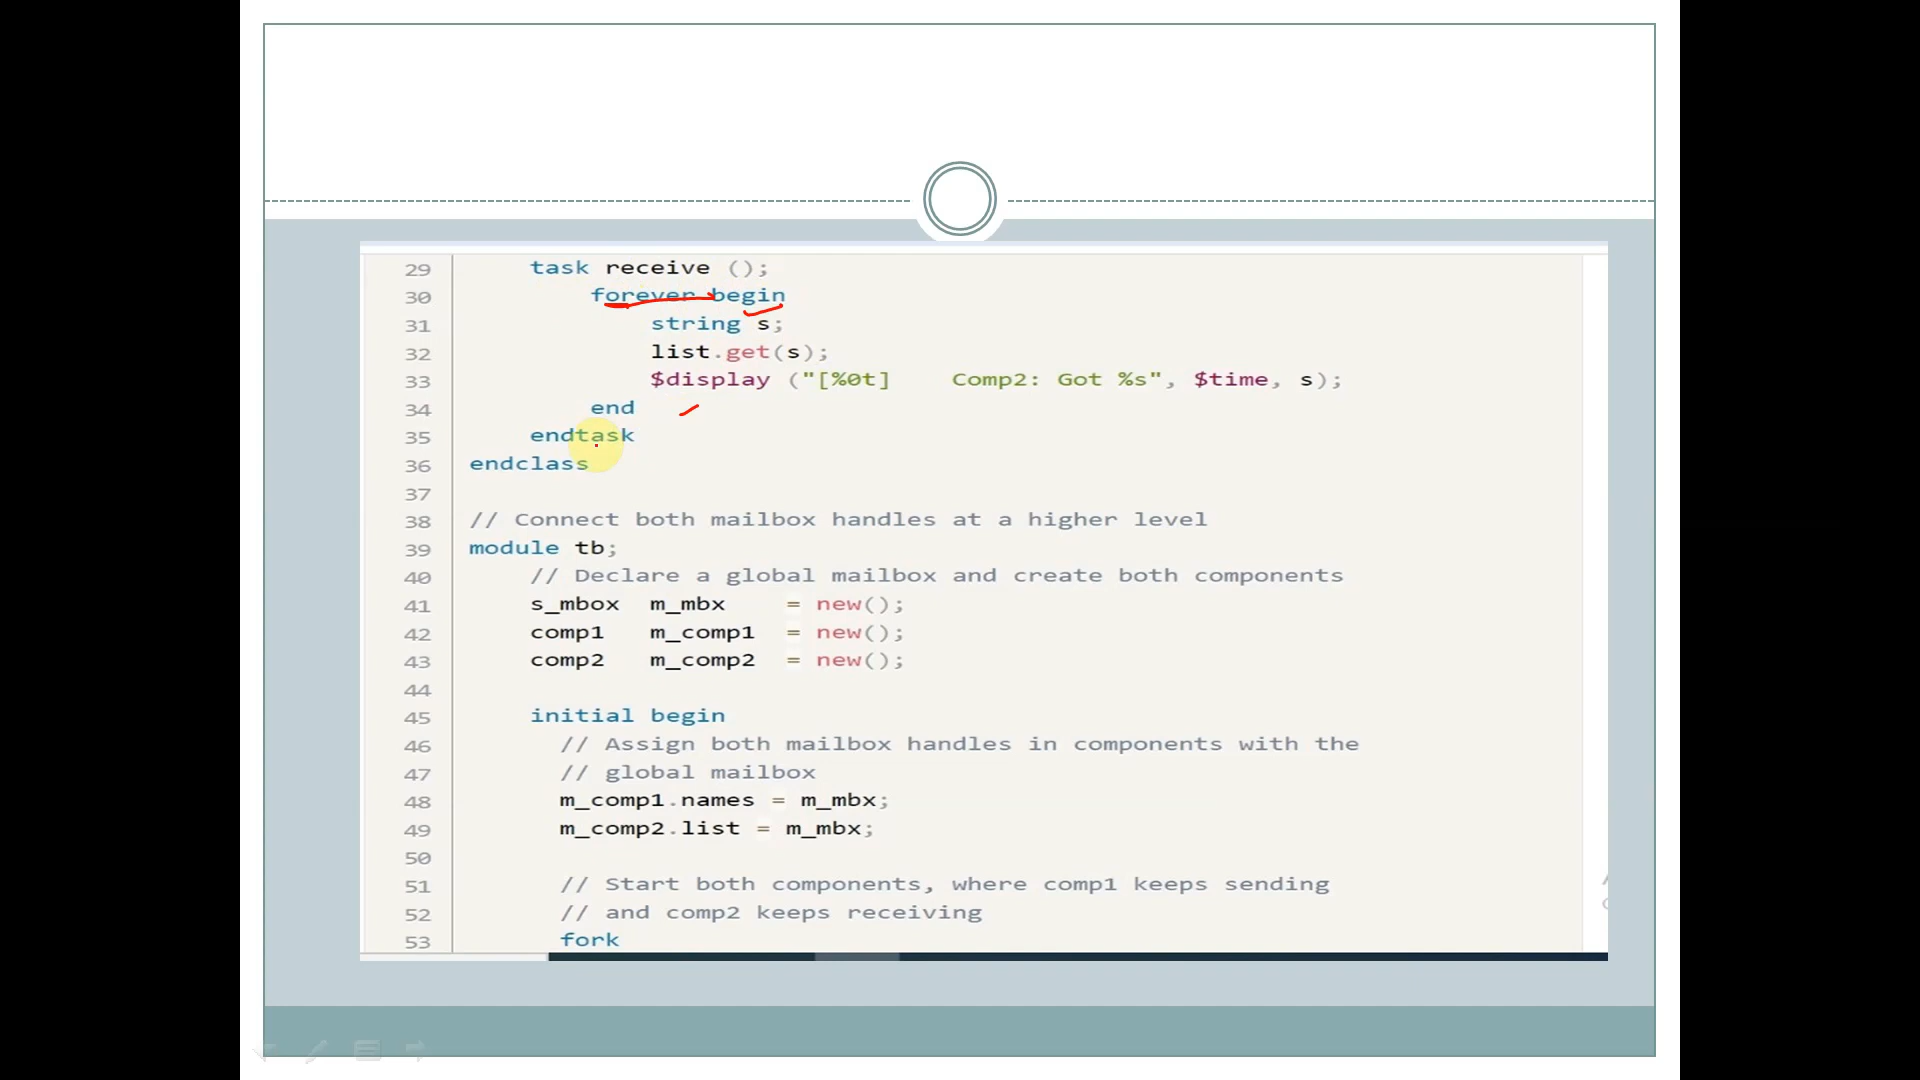 29 task receive ();
30 forever begin
31 string s;
32 list.get(s);
33 $display ("[%0t]    Comp2: Got %s", $time, s);
34 end
35 endtask
36 endclass
37
38 // Connect both mailbox handles at a higher level
39 module tb;
40 // Declare a global mailbox and create both components
41 s_mbox m_mbx = new();
42 comp1 m_comp1 = new();
43 comp2 m_comp2 = new();
44
45 initial begin
46 // Assign both mailbox handles in components with the
47 // global mailbox
48 m_comp1.names = m_mbx;
49 m_comp2.list = m_mbx;
50
51 // Start both components, where comp1 keeps sending
52 // and comp2 keeps receiving
53 fork